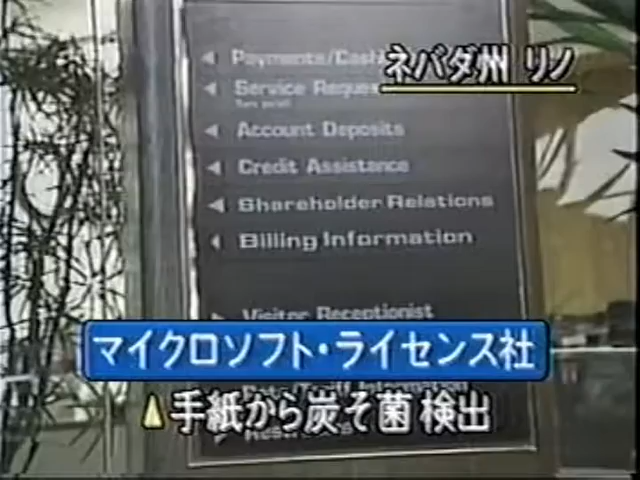 ネバダ州 リノ
Payments/Cash
Service Reque
Account Deposits
Credit Assistance
Shareholder Relations
Billing Information
Visitor Receptionist
マイクロソフト・ライセンス社
手紙から炭そ菌 検出